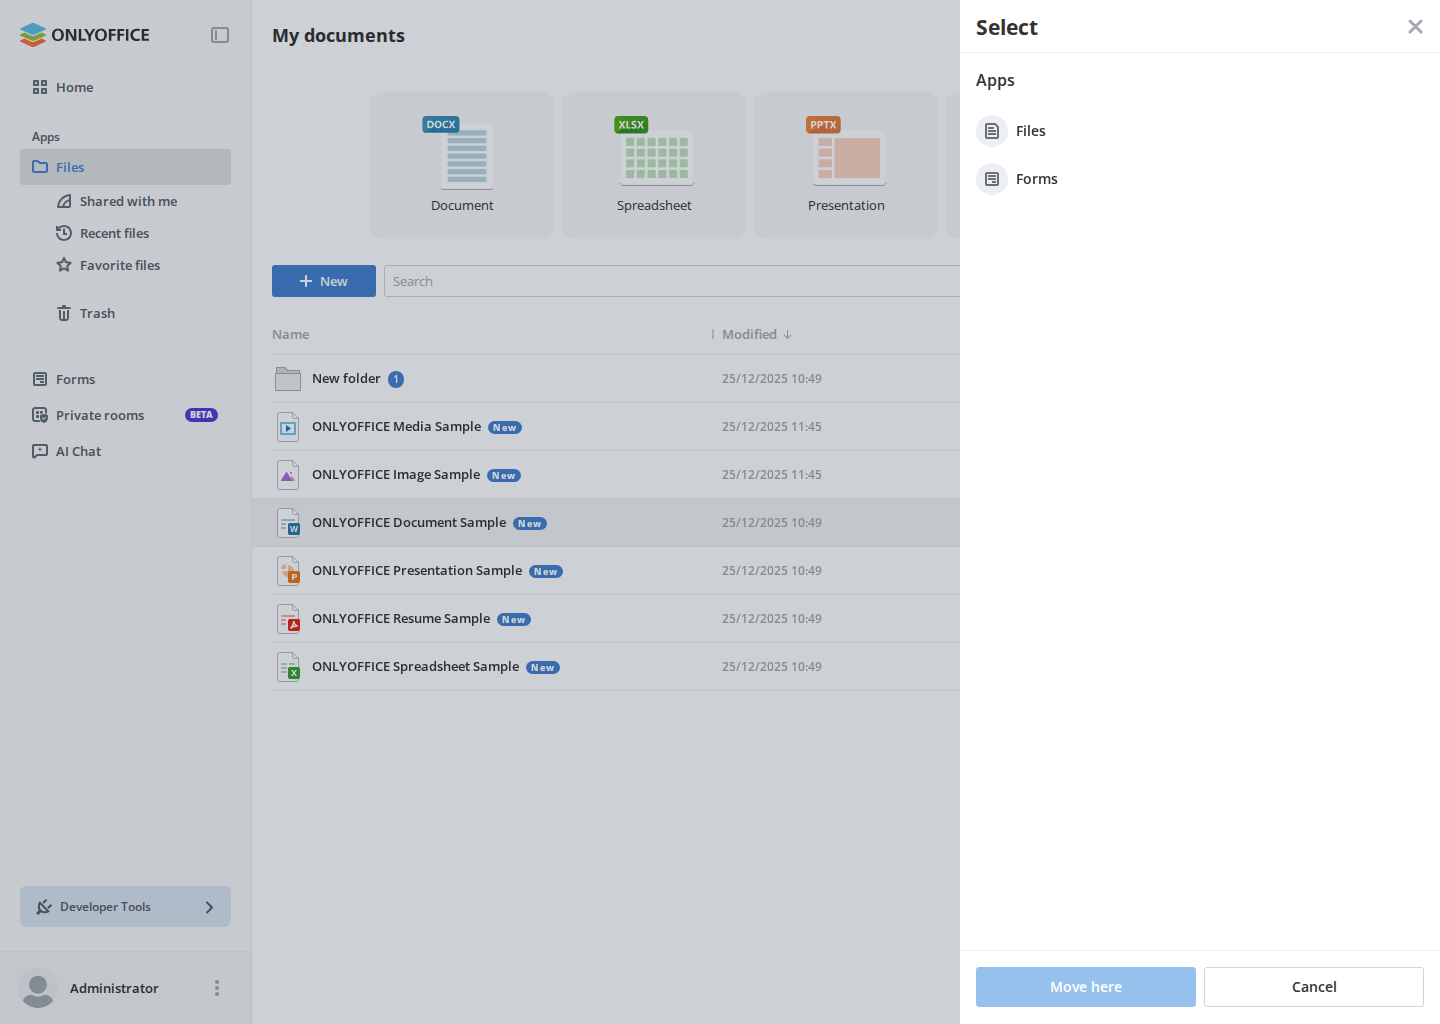 ONLYOFFICE
Home
Apps
Files
Shared with me
Recent files
Favorite files
Trash
Forms
Private rooms BETA
AI Chat
Developer Tools
Administrator
My documents
DOCX
Document
XLSX
Spreadsheet
PPTX
Presentation
New
Search
Name Modified
New folder 1 25/12/2025 10:49
ONLYOFFICE Media Sample New 25/12/2025 11:45
ONLYOFFICE Image Sample New 25/12/2025 11:45
W
ONLYOFFICE Document Sample New 25/12/2025 10:49
P
ONLYOFFICE Presentation Sample New 25/12/2025 10:49
ONLYOFFICE Resume Sample New 25/12/2025 10:49
X
ONLYOFFICE Spreadsheet Sample New 25/12/2025 10:49
Select
Apps
Files
Forms
Move here Cancel